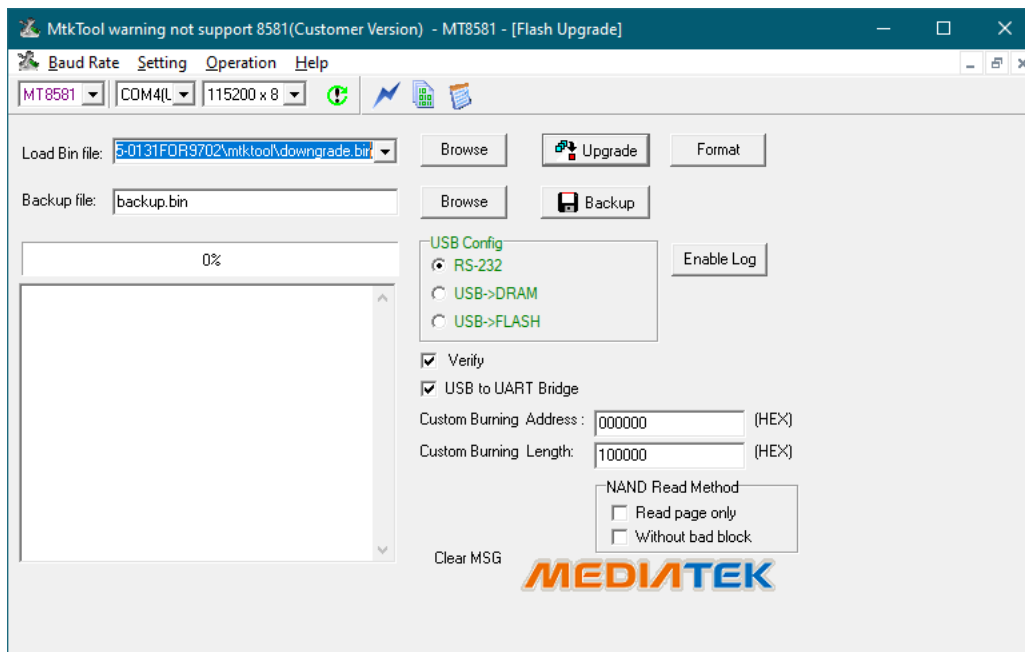 MtkTool warning not support 8581(Customer Version) - MT8581 - [Flash Upgrade]
Baud Rate Setting Operation Help
MT8581 COM4(L 115200 x 8
Load Bin file: 5-0131FOR9702\mtktool\downgrade.bin Browse Upgrade Format
Backup file: backup.bin Browse Backup
0%
USB Config
RS-232
USB->DRAM
USB->FLASH
Enable Log
Verify
USB to UART Bridge
Custom Burning Address : 000000 (HEX)
Custom Burning Length: 100000 (HEX)
NAND Read Method
Read page only
Without bad block
Clear MSG
MEDIATEK